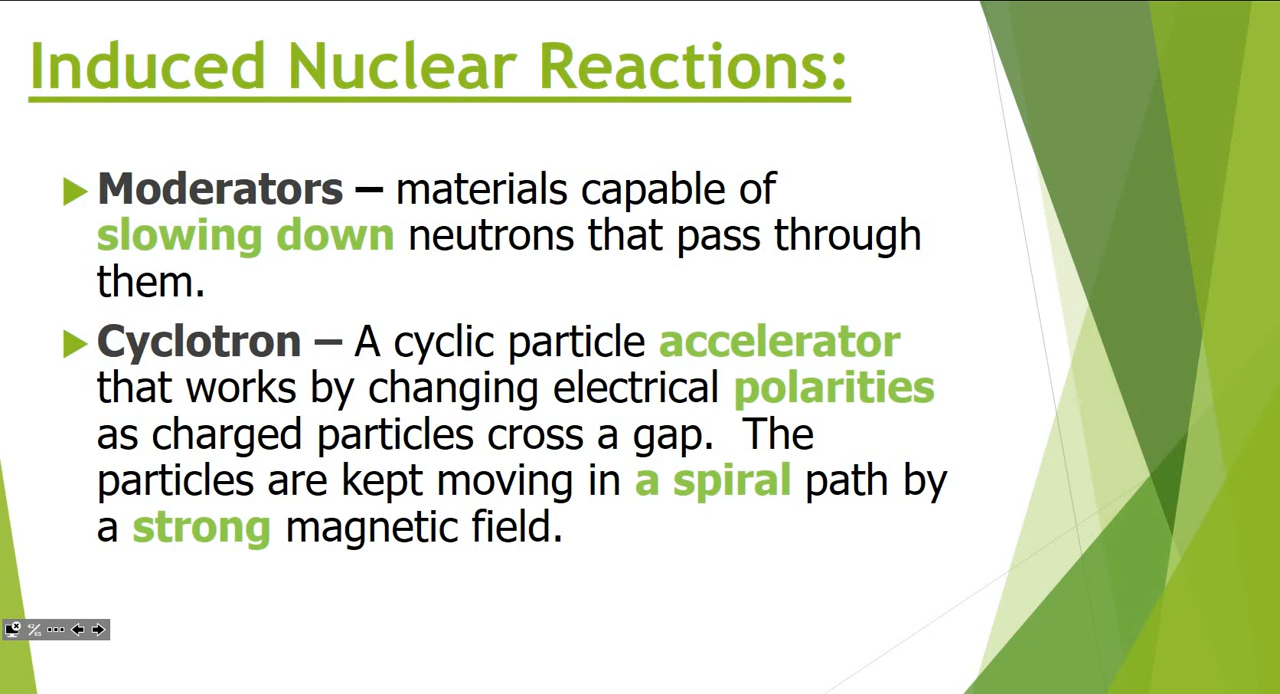 Induced Nuclear Reactions:
Moderators – materials capable of
slowing down neutrons that pass through
them.
Cyclotron – A cyclic particle accelerator
that works by changing electrical polarities
as charged particles cross a gap.  The
particles are kept moving in a spiral path by
a strong magnetic field.
42/65